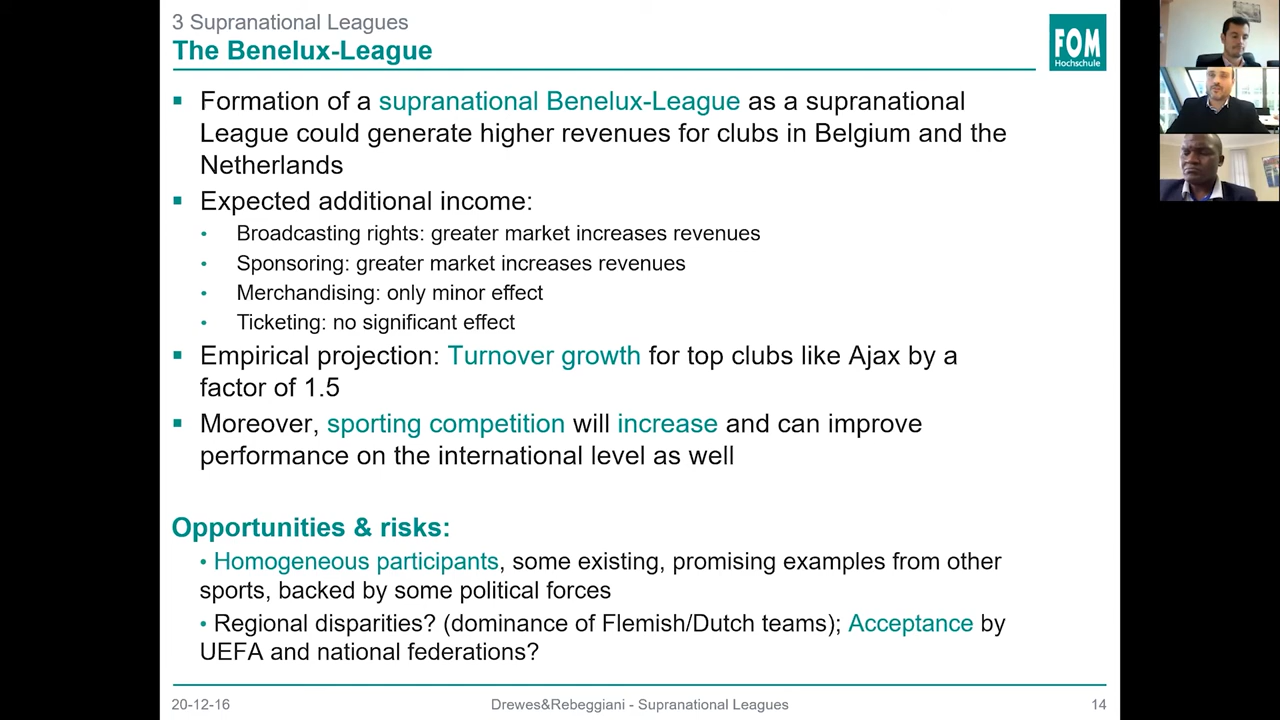 3 Supranational Leagues
The Benelux-League
FOM
Hochschule
▪ Formation of a supranational Benelux-League as a supranational
League could generate higher revenues for clubs in Belgium and the
Netherlands
▪ Expected additional income:
• Broadcasting rights: greater market increases revenues
• Sponsoring: greater market increases revenues
• Merchandising: only minor effect
• Ticketing: no significant effect
▪ Empirical projection: Turnover growth for top clubs like Ajax by a
factor of 1.5
▪ Moreover, sporting competition will increase and can improve
performance on the international level as well
Opportunities & risks:
• Homogeneous participants, some existing, promising examples from other
sports, backed by some political forces
• Regional disparities? (dominance of Flemish/Dutch teams); Acceptance by
UEFA and national federations?
20-12-16
Drewes&Rebeggiani - Supranational Leagues
14